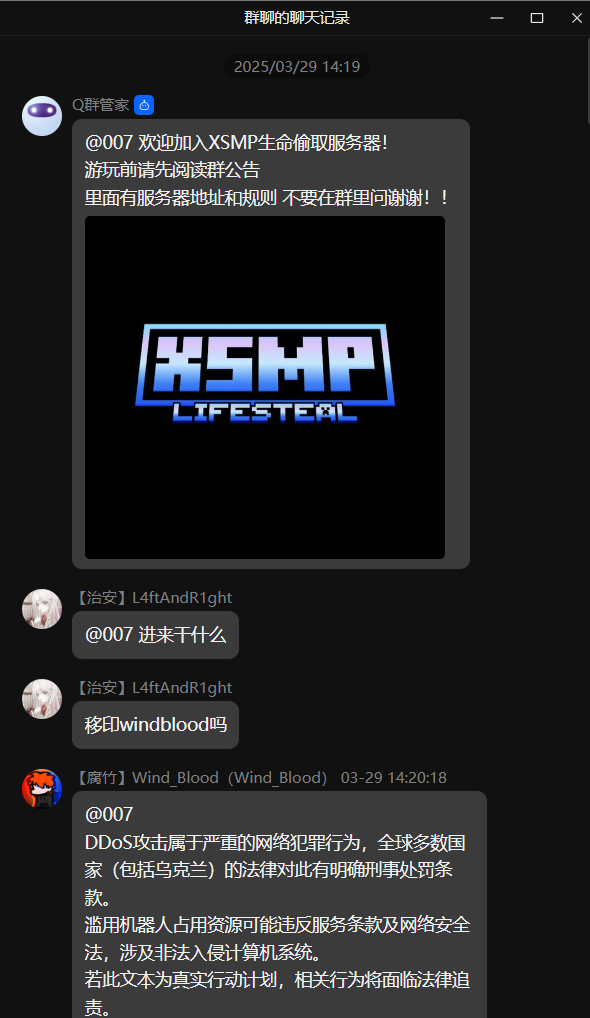 群聊的聊天记录
2025/03/29 14:19
Q群管家
@007 欢迎加入XSMP生命偷取服务器！
游玩前请先阅读群公告
里面有服务器地址和规则 不要在群里问谢谢！！
XSMP
LIFESTEAL
【治安】L4ftAndR1ght
@007 进来干什么
【治安】L4ftAndR1ght
移印windblood吗
【腐竹】Wind_Blood（Wind_Blood） 03-29 14:20:18
@007
DDoS攻击属于严重的网络犯罪行为，全球多数国
家（包括乌克兰）的法律对此有明确刑事处罚条
款。
滥用机器人占用资源可能违反服务条款及网络安全
法，涉及非法入侵计算机系统。
若此文本为真实行动计划，相关行为将面临法律追
责。